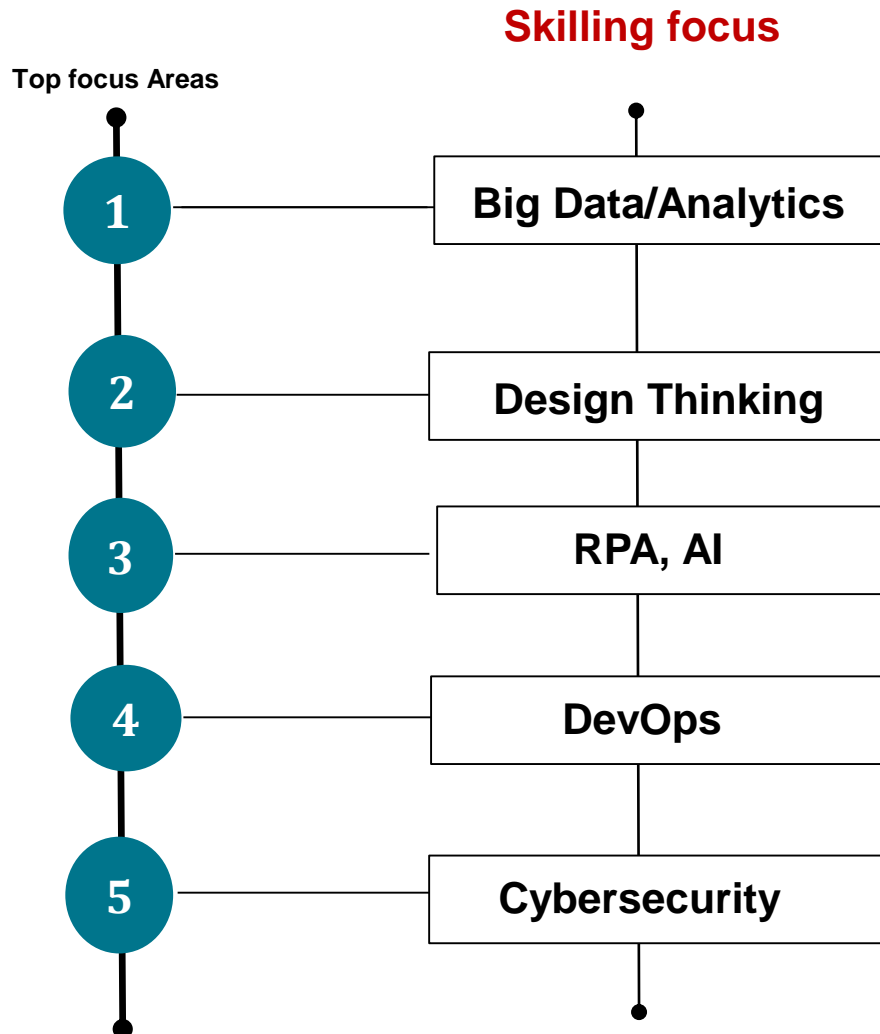 Skilling focus
Top focus Areas
1
Big Data/Analytics
2
Design Thinking
3
RPA, AI
4
DevOps
5
Cybersecurity